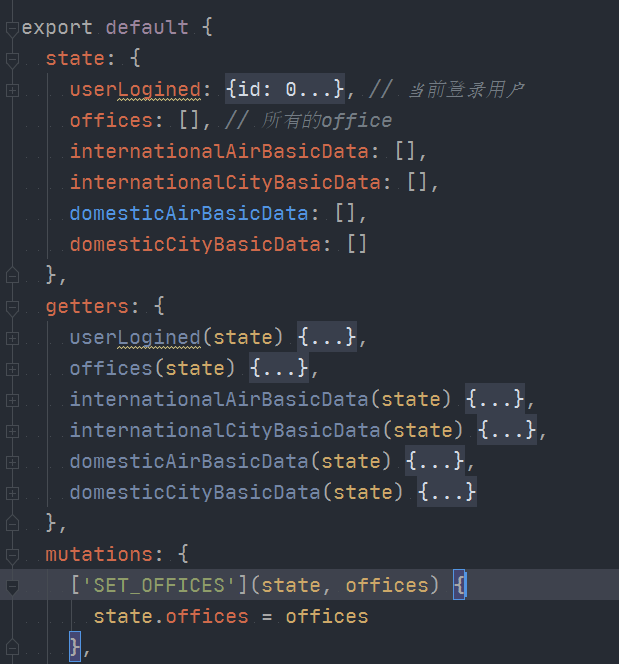 export default {
state: {
userLogined: {id: 0...}, // 当前登录用户
offices: [], // 所有的office
internationalAirBasicData: [],
internationalCityBasicData: [],
domesticAirBasicData: [],
domesticCityBasicData: []
},
getters: {
userLogined(state) {...},
offices(state) {...},
internationalAirBasicData(state) {...},
internationalCityBasicData(state) {...},
domesticAirBasicData(state) {...},
domesticCityBasicData(state) {...}
},
mutations: {
['SET_OFFICES'](state, offices) {
state.offices = offices
},